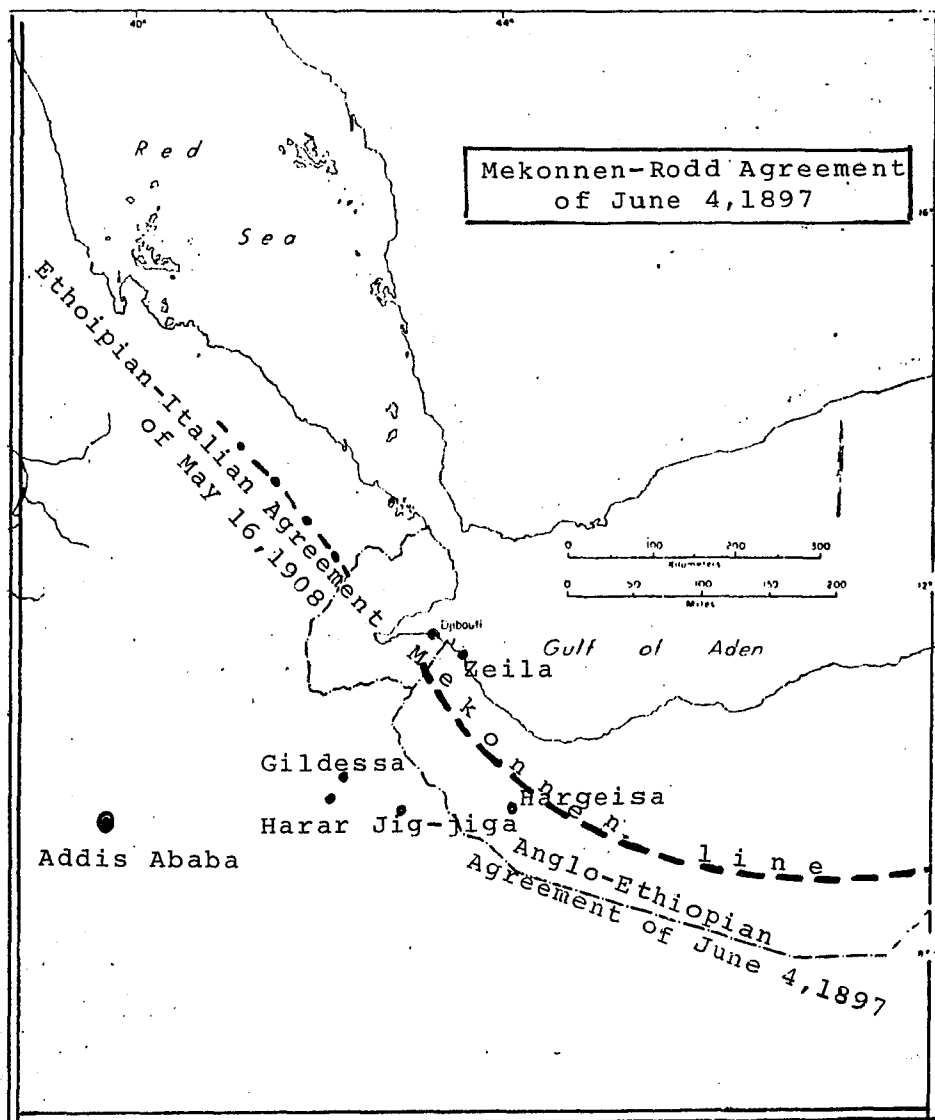 40°
44°
Red
Sea
Mekonnen-Rodd Agreement
of June 4,1897
16°
Ethoipian-Italian Agreement
of May 16,1908
0 100 200 300
Kilometers
0 50 100 150 200
Miles
12°
Djibouti
Gulf of Aden
Zeila
Mekonnen line
Gildessa
Hargeisa
Harar Jig-jiga
Addis Ababa
Anglo-Ethiopian
Agreement of June 4,1897